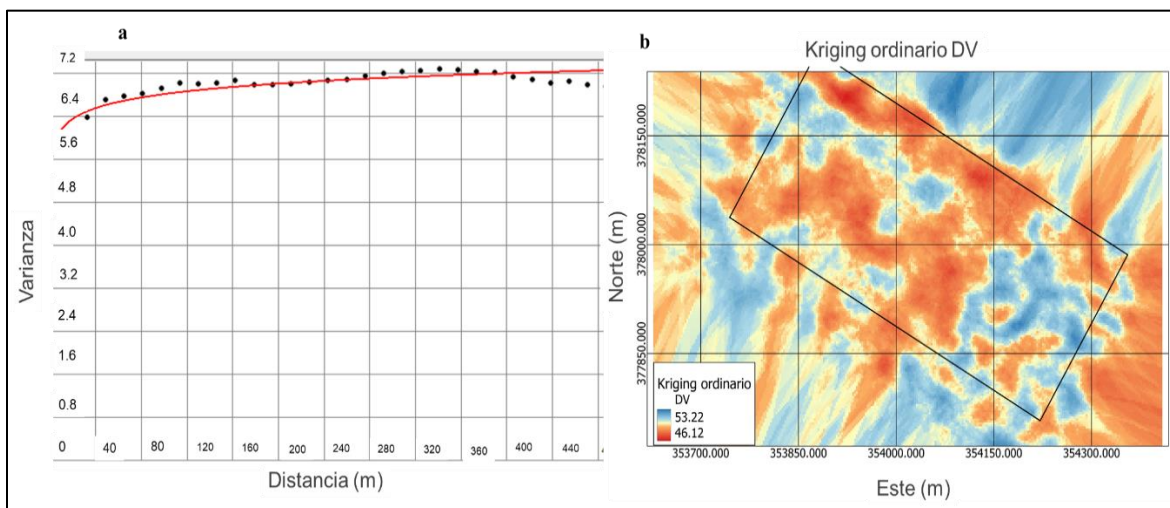 a
7.2
6.4
5.6
4.8
4.0
3.2
2.4
1.6
0.8
0 40 80 120 160 200 240 280 320 360 400 440
Varianza
Distancia (m)
b
Kriging ordinario DV
378150.000
378000.000
377850.000
Norte (m)
Kriging ordinario
DV
53.22
46.12
353700.000 353850.000 354000.000 354150.000 354300.000
Este (m)